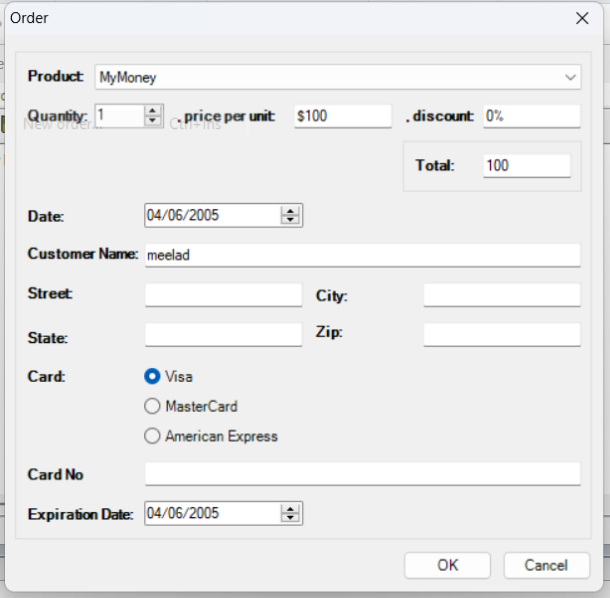 Order
Product: MyMoney
Quantity: 1 . price per unit: $100 . discount: 0%
New order... Ctrl+Ins
Total: 100
Date: 04/06/2005
Customer Name: meelad
Street: City:
State: Zip:
Card: Visa
MasterCard
American Express
Card No
Expiration Date: 04/06/2005
OK Cancel